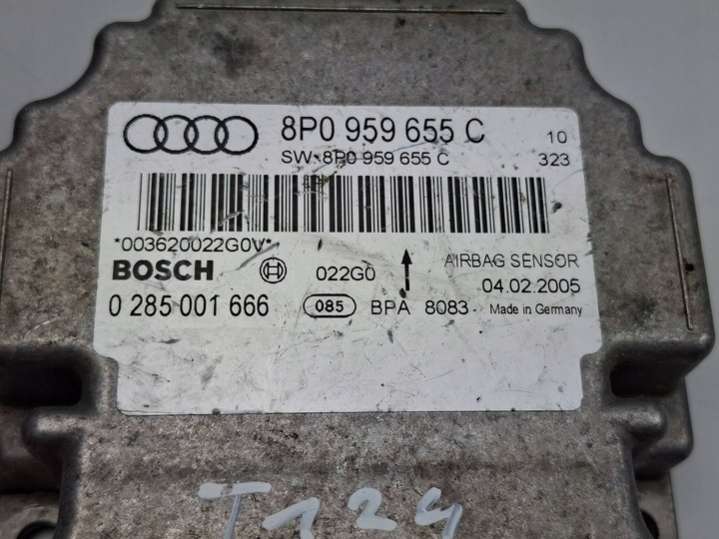 8P0 959 655 C 10
SW: 8P0 959 655 C 323
*003620022G0V*
BOSCH 022G0 AIRBAG SENSOR
04.02.2005
0 285 001 666 085 BPA 8083 Made in Germany
T124